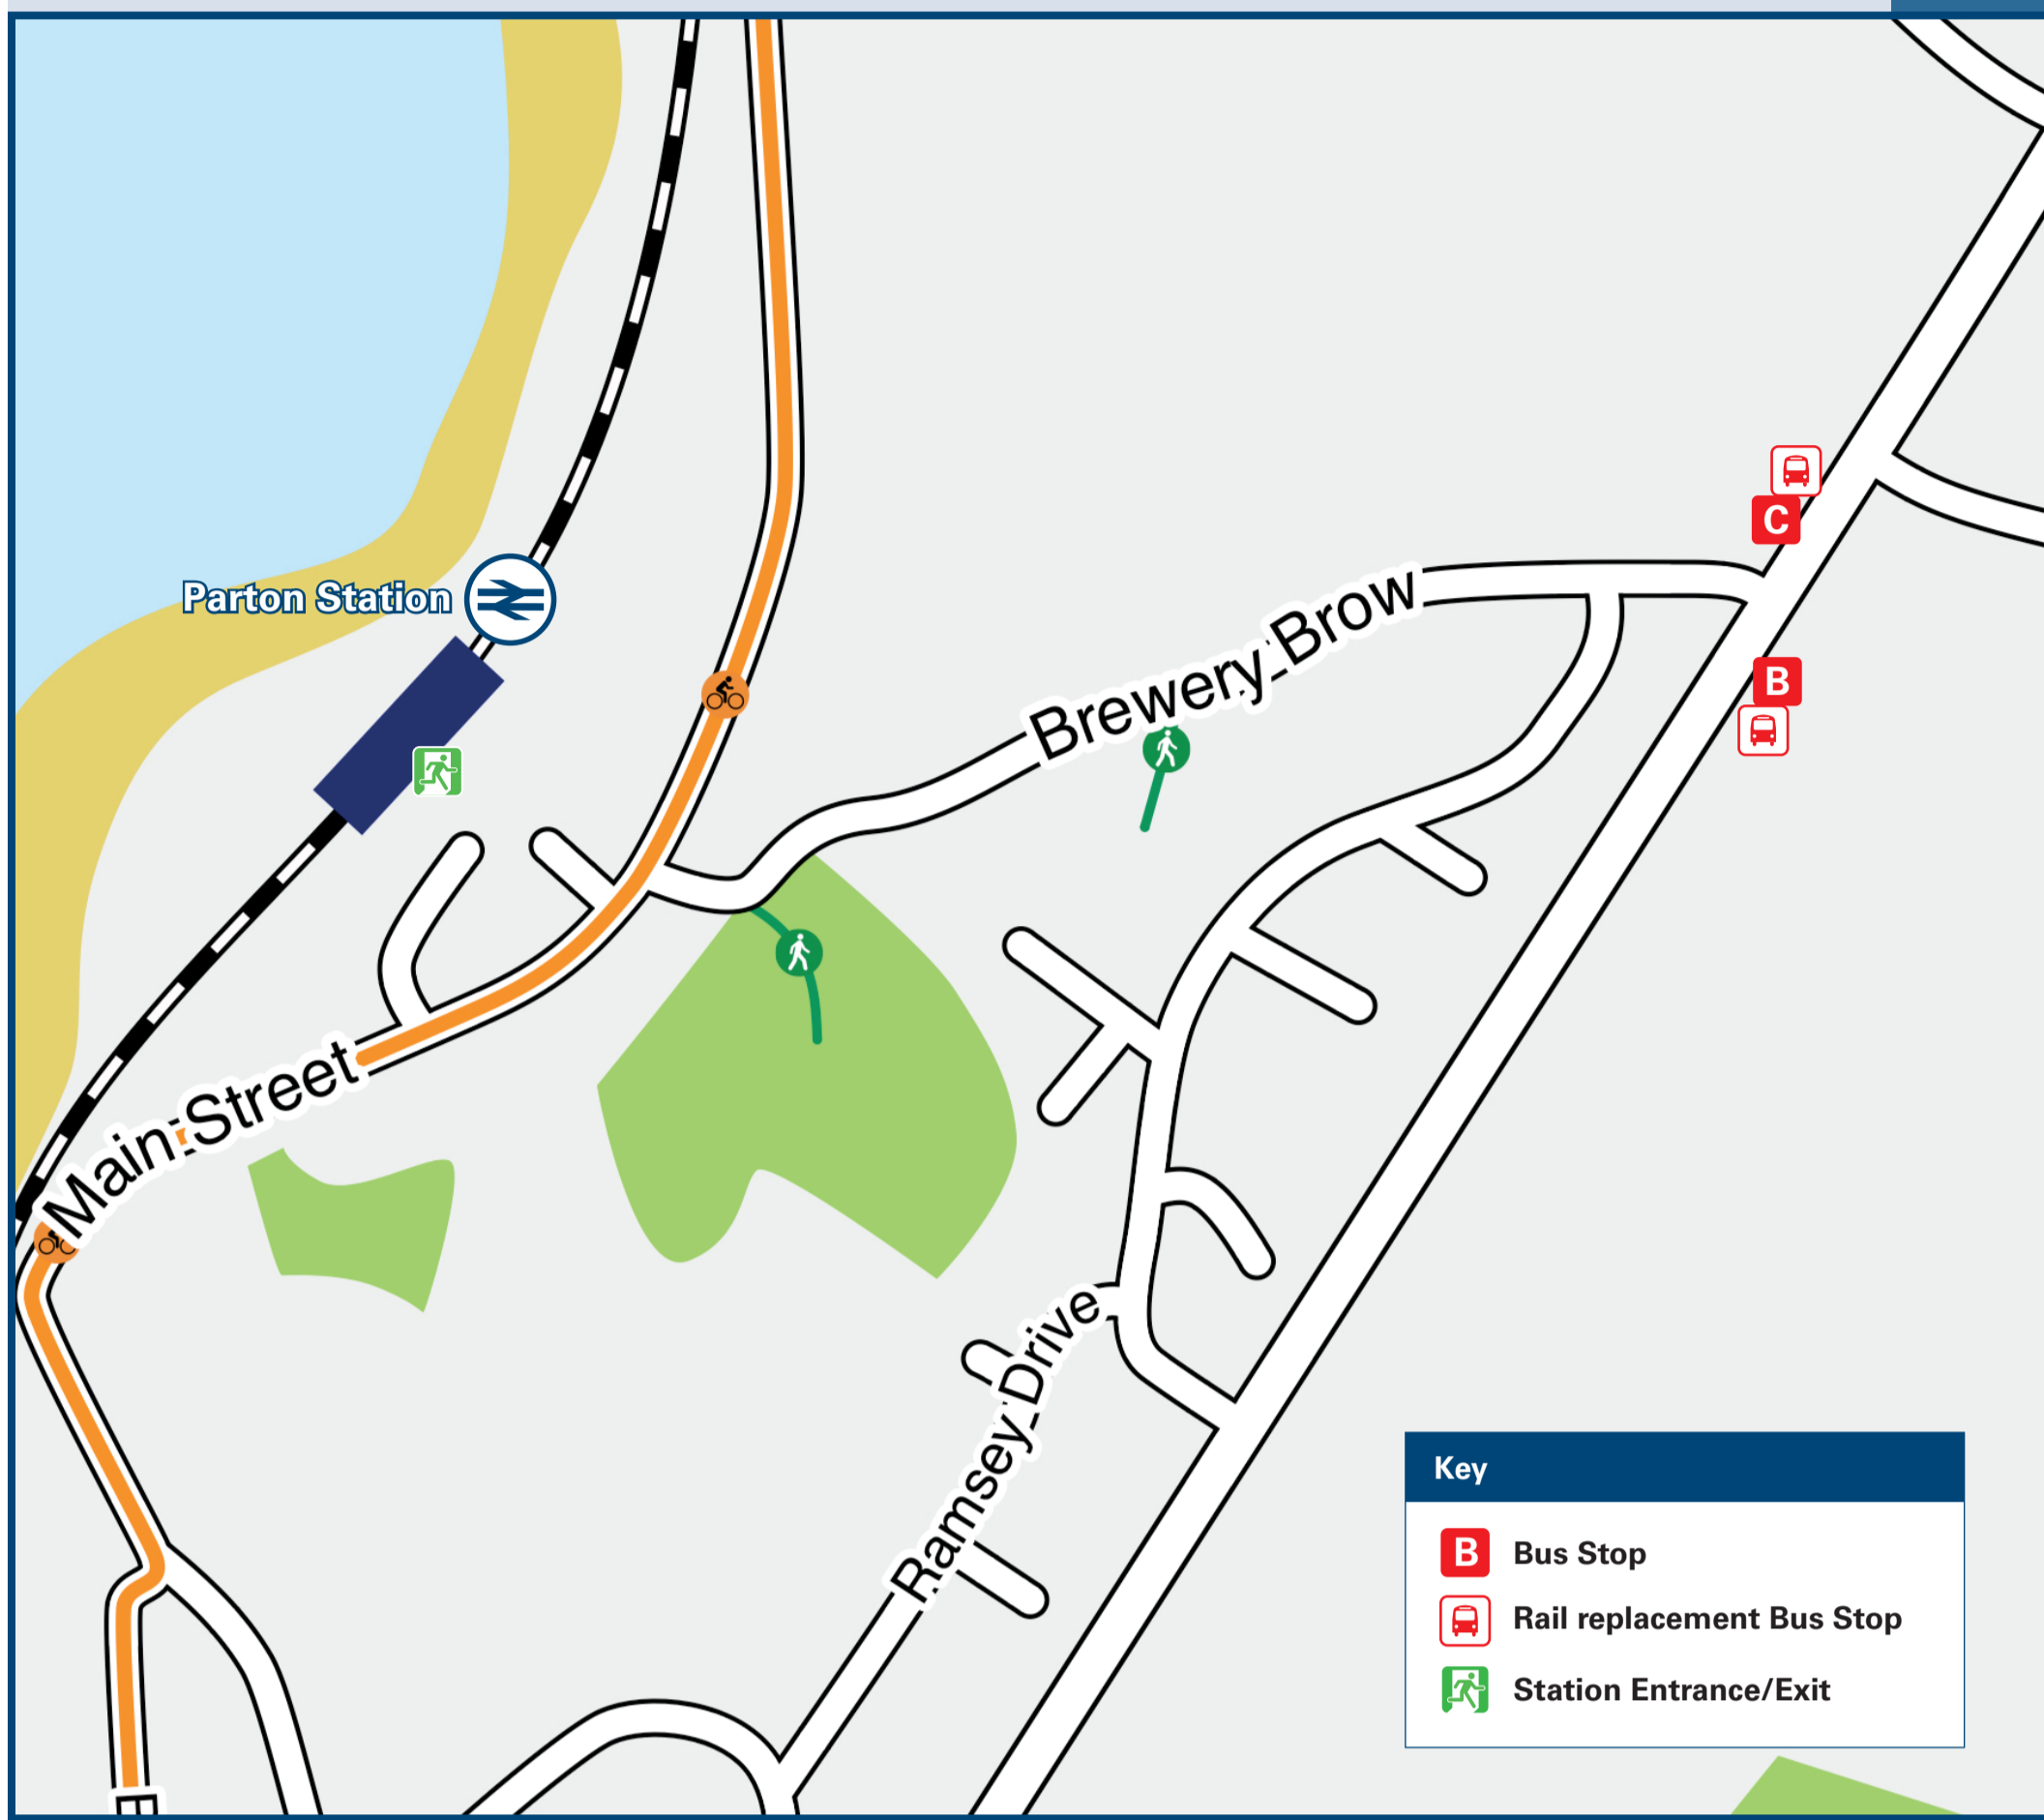 C
Parton Station
Brewery Brow
B
Main Street
Ramsey Drive
Key
B Bus Stop
Rail replacement Bus Stop
Station Entrance/Exit